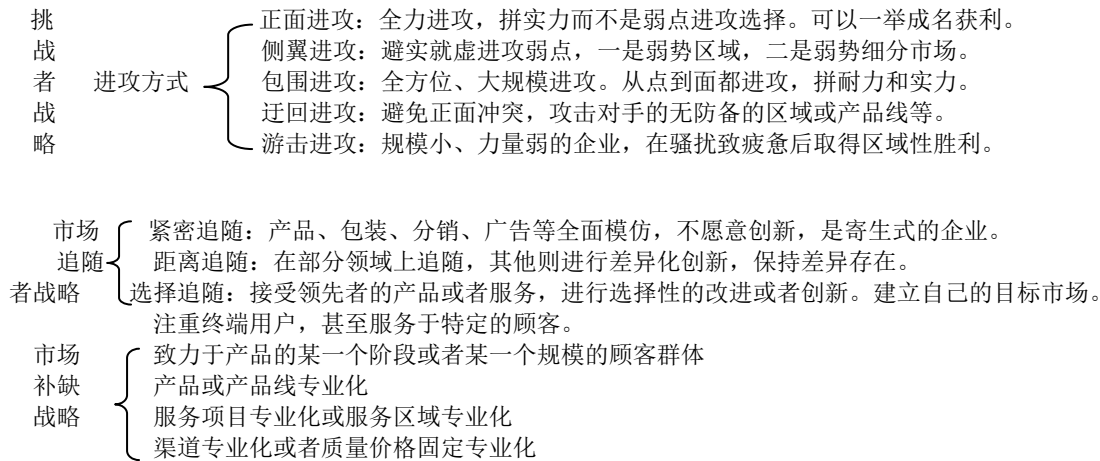 挑 正面进攻：全力进攻，拼实力而不是弱点进攻选择。可以一举成名获利。
战 侧翼进攻：避实就虚进攻弱点，一是弱势区域，二是弱势细分市场。
者 进攻方式 包围进攻：全方位、大规模进攻。从点到面都进攻，拼耐力和实力。
战 迂回进攻：避免正面冲突，攻击对手的无防备的区域或产品线等。
略 游击进攻：规模小、力量弱的企业，在骚扰致疲惫后取得区域性胜利。
市场 紧密追随：产品、包装、分销、广告等全面模仿，不愿意创新，是寄生式的企业。
追随 距离追随：在部分领域上追随，其他则进行差异化创新，保持差异存在。
者战略 选择追随：接受领先者的产品或者服务，进行选择性的改进或者创新。建立自己的目标市场。
注重终端用户，甚至服务于特定的顾客。
市场 致力于产品的某一个阶段或者某一个规模的顾客群体
补缺 产品或产品线专业化
战略 服务项目专业化或服务区域专业化
渠道专业化或者质量价格固定专业化